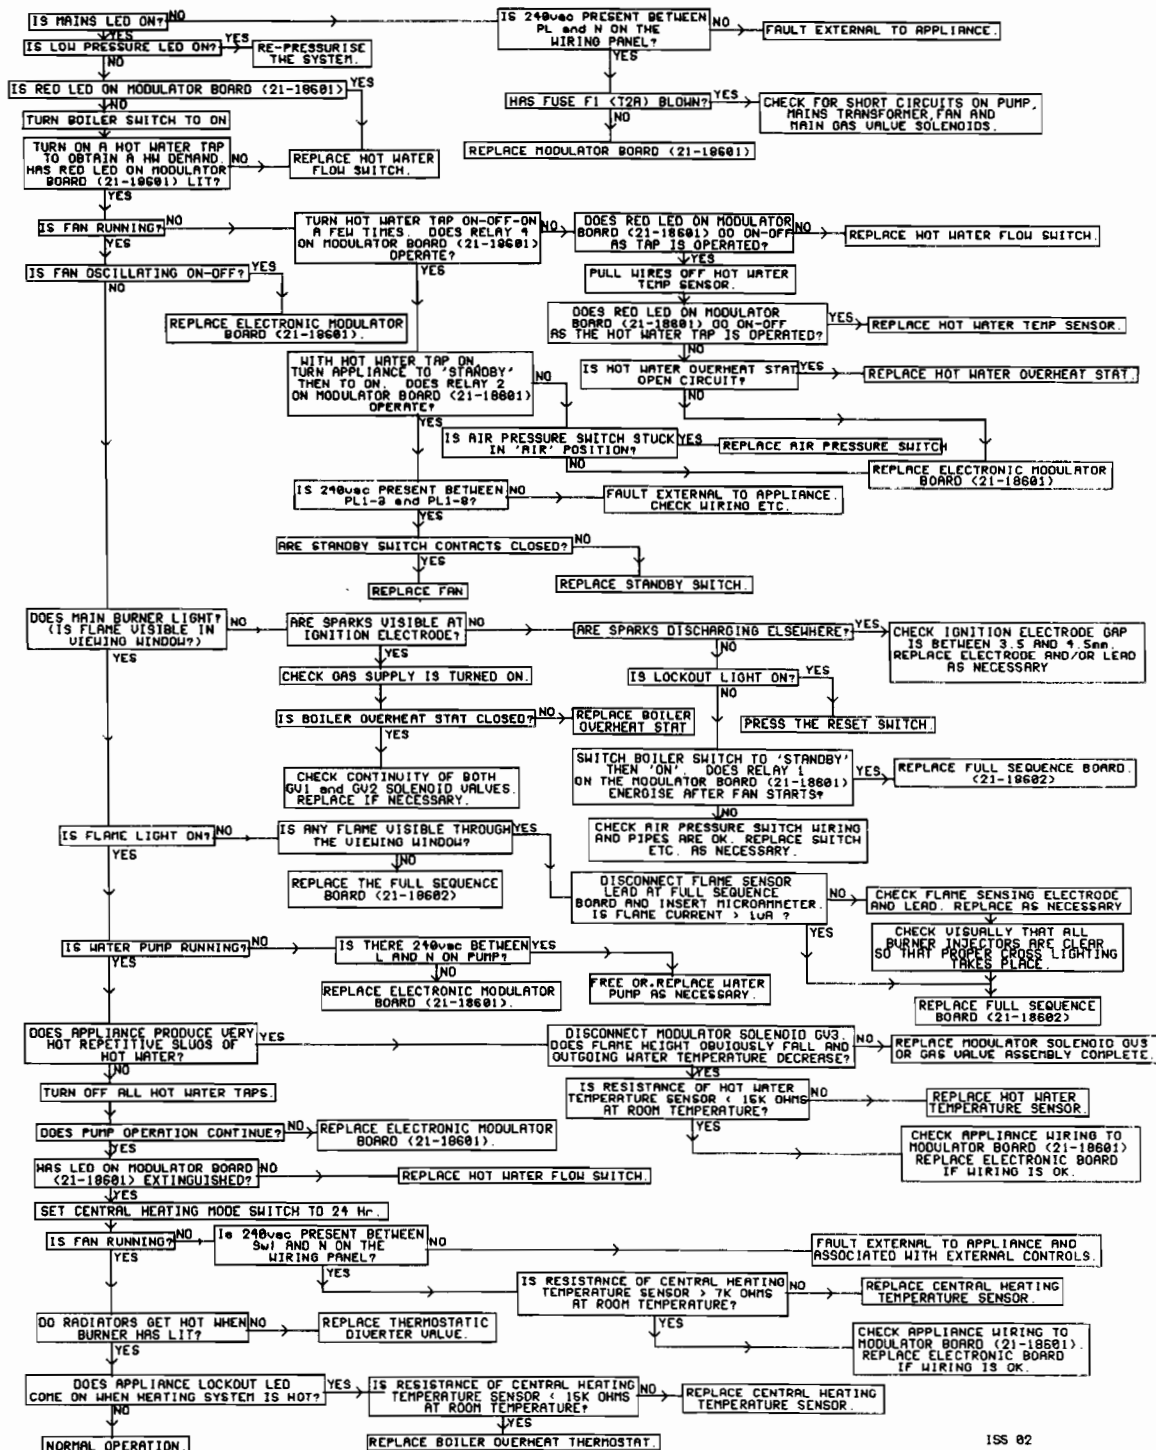 IS MAINS LED ON?
NO
YES
IS 240vac PRESENT BETWEEN
PL and N ON THE
WIRING PANEL?
NO
FAULT EXTERNAL TO APPLIANCE.
YES
IS LOW PRESSURE LED ON?
YES
RE-PRESSURISE
THE SYSTEM.
NO
IS RED LED ON MODULATOR BOARD (21-18601)
YES
NO
HAS FUSE F1 (T2A) BLOWN?
YES
CHECK FOR SHORT CIRCUITS ON PUMP,
MAINS TRANSFORMER, FAN AND
MAIN GAS VALVE SOLENOIDS.
NO
REPLACE MODULATOR BOARD (21-18601)
TURN BOILER SWITCH TO ON
TURN ON A HOT WATER TAP
TO OBTAIN A HW DEMAND.
HAS RED LED ON MODULATOR
BOARD (21-18601) LIT?
NO
REPLACE HOT WATER
FLOW SWITCH.
YES
IS FAN RUNNING?
NO
TURN HOT WATER TAP ON-OFF-ON
A FEW TIMES. DOES RELAY 4
ON MODULATOR BOARD (21-18601)
OPERATE?
NO
DOES RED LED ON MODULATOR
BOARD (21-18601) GO ON-OFF
AS TAP IS OPERATED?
NO
REPLACE HOT WATER FLOW SWITCH.
YES
YES
YES
PULL WIRES OFF HOT WATER
TEMP SENSOR.
IS FAN OSCILLATING ON-OFF?
YES
NO
REPLACE ELECTRONIC MODULATOR
BOARD (21-18601).
DOES RED LED ON MODULATOR
BOARD (21-18601) GO ON-OFF
AS THE HOT WATER TAP IS OPERATED?
YES
REPLACE HOT WATER TEMP SENSOR.
NO
WITH HOT WATER TAP ON
TURN APPLIANCE TO 'STANDBY'
THEN TO ON. DOES RELAY 2
ON MODULATOR BOARD (21-18601)
OPERATE?
NO
YES
IS HOT WATER OVERHEAT STAT
OPEN CIRCUIT?
YES
REPLACE HOT WATER OVERHEAT STAT.
NO
IS AIR PRESSURE SWITCH STUCK
IN 'AIR' POSITION?
YES
REPLACE AIR PRESSURE SWITCH
NO
REPLACE ELECTRONIC MODULATOR
BOARD (21-18601)
IS 240vac PRESENT BETWEEN
PL1-3 and PL1-8?
NO
FAULT EXTERNAL TO APPLIANCE.
CHECK WIRING ETC.
YES
ARE STANDBY SWITCH CONTACTS CLOSED?
NO
YES
REPLACE STANDBY SWITCH.
REPLACE FAN
DOES MAIN BURNER LIGHT?
(IS FLAME VISIBLE IN
VIEWING WINDOW?)
NO
YES
ARE SPARKS VISIBLE AT
IGNITION ELECTRODE?
NO
YES
ARE SPARKS DISCHARGING ELSEWHERE?
YES
NO
CHECK IGNITION ELECTRODE GAP
IS BETWEEN 3.5 AND 4.5mm.
REPLACE ELECTRODE AND/OR LEAD
AS NECESSARY
CHECK GAS SUPPLY IS TURNED ON.
IS LOCKOUT LIGHT ON?
YES
NO
PRESS THE RESET SWITCH.
IS BOILER OVERHEAT STAT CLOSED?
NO
REPLACE BOILER
OVERHEAT STAT
YES
CHECK CONTINUITY OF BOTH
GV1 and GV2 SOLENOID VALVES.
REPLACE IF NECESSARY.
SWITCH BOILER SWITCH TO 'STANDBY'
THEN 'ON'. DOES RELAY 1
ON THE MODULATOR BOARD (21-18601)
ENERGISE AFTER FAN STARTS?
YES
REPLACE FULL SEQUENCE BOARD.
(21-18602)
NO
CHECK AIR PRESSURE SWITCH WIRING
AND PIPES ARE OK. REPLACE SWITCH
ETC. AS NECESSARY.
IS FLAME LIGHT ON?
NO
YES
IS ANY FLAME VISIBLE THROUGH
THE VIEWING WINDOW?
YES
NO
REPLACE THE FULL SEQUENCE
BOARD (21-18602)
DISCONNECT FLAME SENSOR
LEAD AT FULL SEQUENCE
BOARD AND INSERT MICROAMMETER.
IS FLAME CURRENT > 1uA ?
NO
YES
CHECK FLAME SENSING ELECTRODE
AND LEAD. REPLACE AS NECESSARY
CHECK VISUALLY THAT ALL
BURNER INJECTORS ARE CLEAR
SO THAT PROPER CROSS LIGHTING
TAKES PLACE.
REPLACE FULL SEQUENCE
BOARD (21-18602)
IS WATER PUMP RUNNING?
NO
YES
IS THERE 240vac BETWEEN
L AND N ON PUMP?
YES
NO
REPLACE ELECTRONIC MODULATOR
BOARD (21-18601).
FREE OR REPLACE WATER
PUMP AS NECESSARY.
DOES APPLIANCE PRODUCE VERY
HOT REPETITIVE SLUGS OF
HOT WATER?
YES
NO
DISCONNECT MODULATOR SOLENOID GV3.
DOES FLAME HEIGHT OBVIOUSLY FALL AND
OUTGOING WATER TEMPERATURE DECREASE?
NO
REPLACE MODULATOR SOLENOID GV3
OR GAS VALVE ASSEMBLY COMPLETE.
YES
TURN OFF ALL HOT WATER TAPS.
IS RESISTANCE OF HOT WATER
TEMPERATURE SENSOR < 15K OHMS
AT ROOM TEMPERATURE?
NO
REPLACE HOT WATER
TEMPERATURE SENSOR.
YES
CHECK APPLIANCE WIRING TO
MODULATOR BOARD (21-18601)
REPLACE ELECTRONIC BOARD
IF WIRING IS OK.
DOES PUMP OPERATION CONTINUE?
NO
REPLACE ELECTRONIC MODULATOR
BOARD (21-18601).
YES
HAS LED ON MODULATOR BOARD
(21-18601) EXTINGUISHED?
NO
REPLACE HOT WATER FLOW SWITCH.
YES
SET CENTRAL HEATING MODE SWITCH TO 24 Hr.
IS FAN RUNNING?
NO
YES
Is 240vac PRESENT BETWEEN
Sw1 AND N ON THE
WIRING PANEL?
NO
FAULT EXTERNAL TO APPLIANCE AND
ASSOCIATED WITH EXTERNAL CONTROLS.
YES
IS RESISTANCE OF CENTRAL HEATING
TEMPERATURE SENSOR > 7K OHMS
AT ROOM TEMPERATURE?
NO
REPLACE CENTRAL HEATING
TEMPERATURE SENSOR.
YES
CHECK APPLIANCE WIRING TO
MODULATOR BOARD (21-18601).
REPLACE ELECTRONIC BOARD
IF WIRING IS OK.
DO RADIATORS GET HOT WHEN
BURNER HAS LIT?
NO
REPLACE THERMOSTATIC
DIVERTER VALVE.
YES
DOES APPLIANCE LOCKOUT LED
COME ON WHEN HEATING SYSTEM IS HOT?
YES
NO
IS RESISTANCE OF CENTRAL HEATING
TEMPERATURE SENSOR < 15K OHMS
AT ROOM TEMPERATURE?
NO
REPLACE CENTRAL HEATING
TEMPERATURE SENSOR.
YES
REPLACE BOILER OVERHEAT THERMOSTAT.
NORMAL OPERATION.
ISS 02